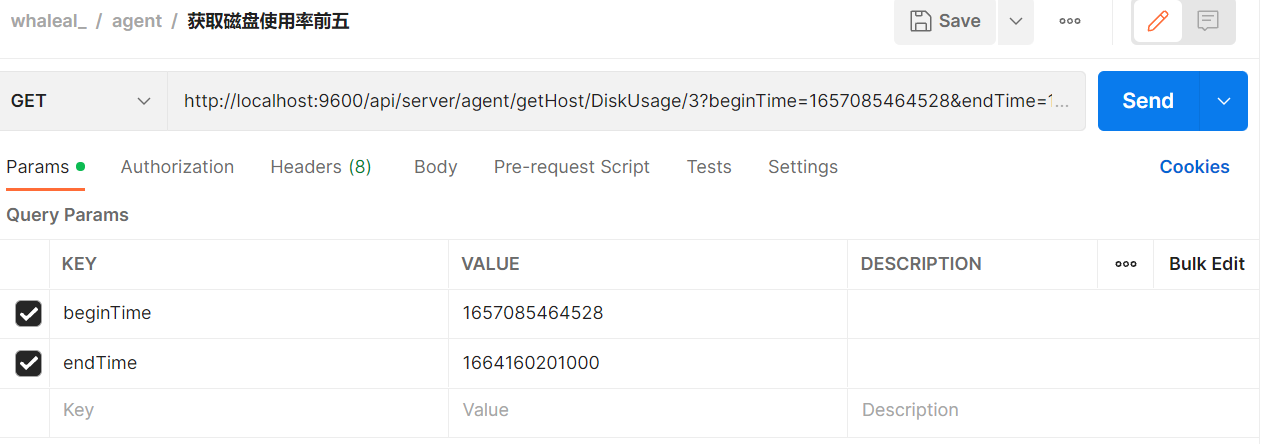 whaleal_ / agent / 获取磁盘使用率前五 Save
GET http://localhost:9600/api/server/agent/getHost/DiskUsage/3?beginTime=1657085464528&endTime=1... Send
Params Authorization Headers (8) Body Pre-request Script Tests Settings Cookies
Query Params
KEY VALUE DESCRIPTION Bulk Edit
beginTime 1657085464528
endTime 1664160201000
Key Value Description